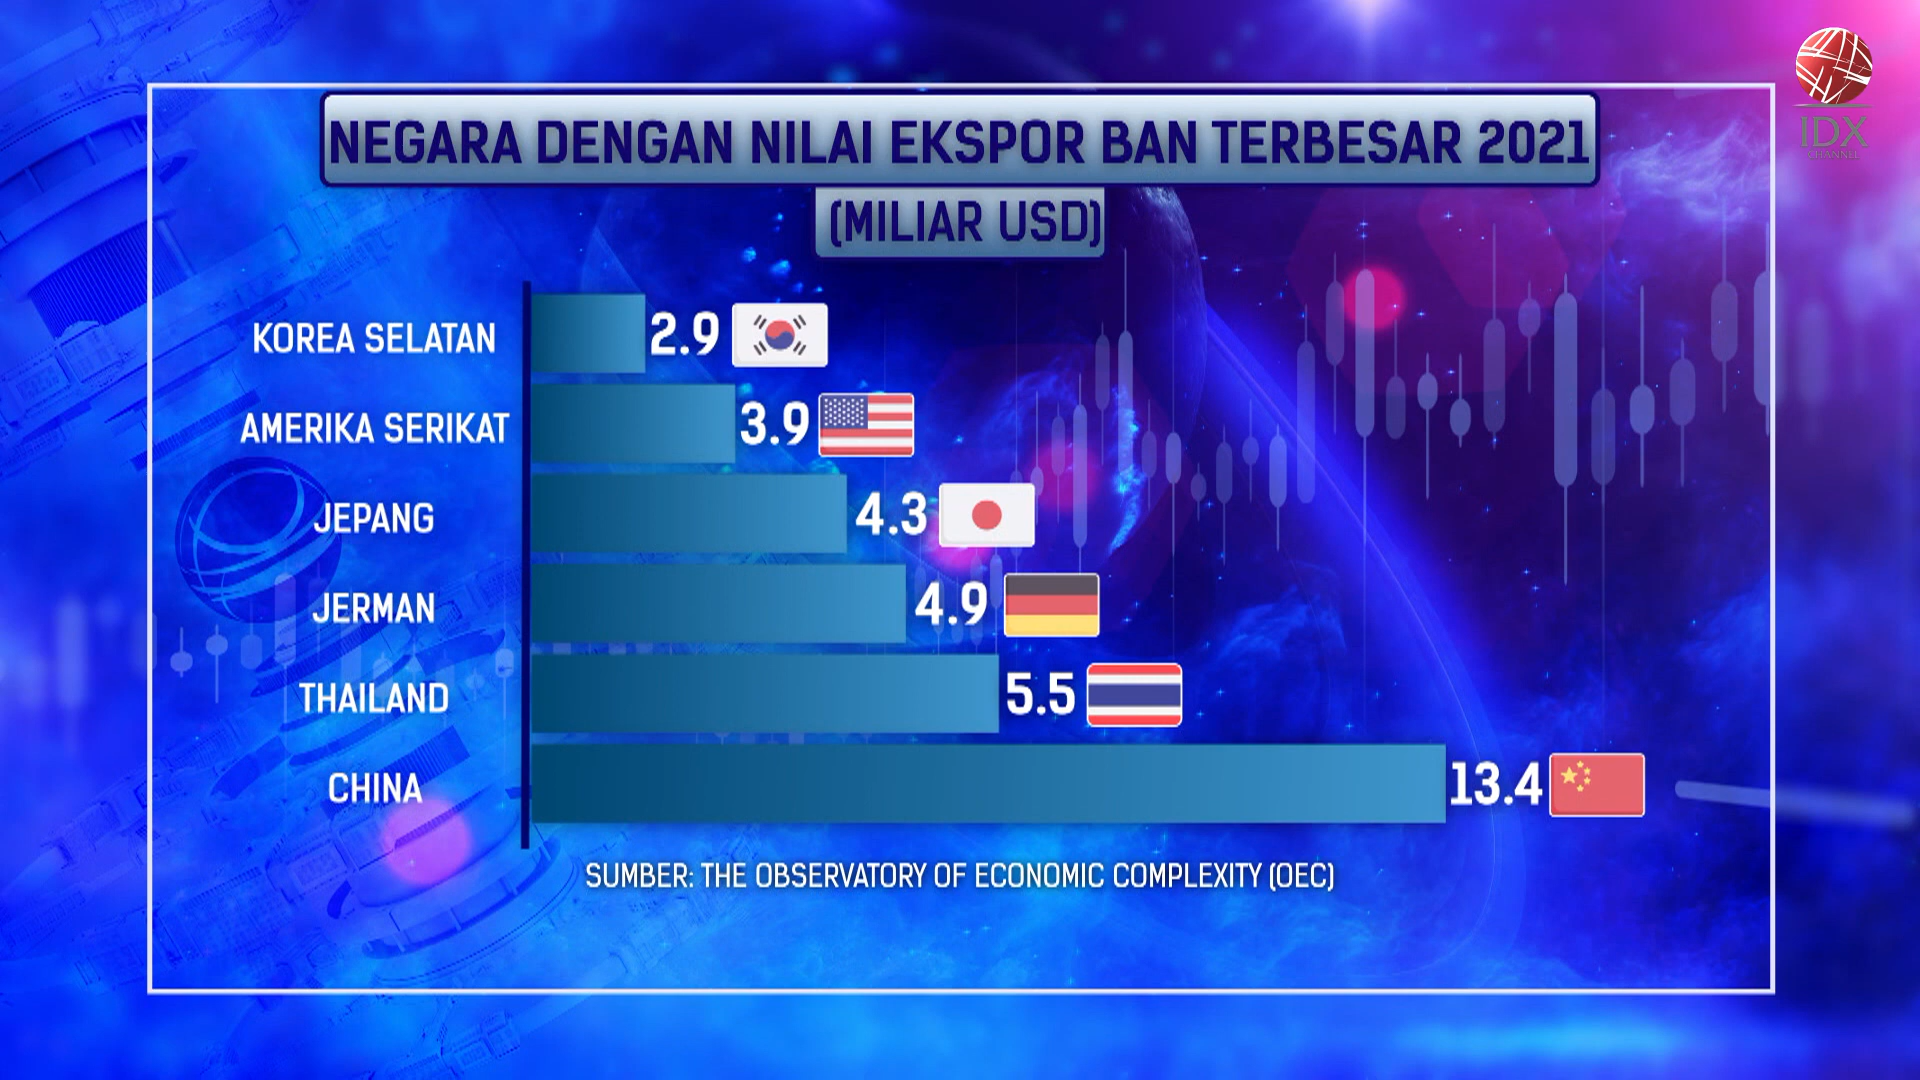 IDX
CHANNEL
NEGARA DENGAN NILAI EKSPOR BAN TERBESAR 2021
(MILIAR USD)
KOREA SELATAN 2.9
AMERIKA SERIKAT 3.9
JEPANG 4.3
JERMAN 4.9
THAILAND 5.5
CHINA 13.4
SUMBER: THE OBSERVATORY OF ECONOMIC COMPLEXITY (OEC)